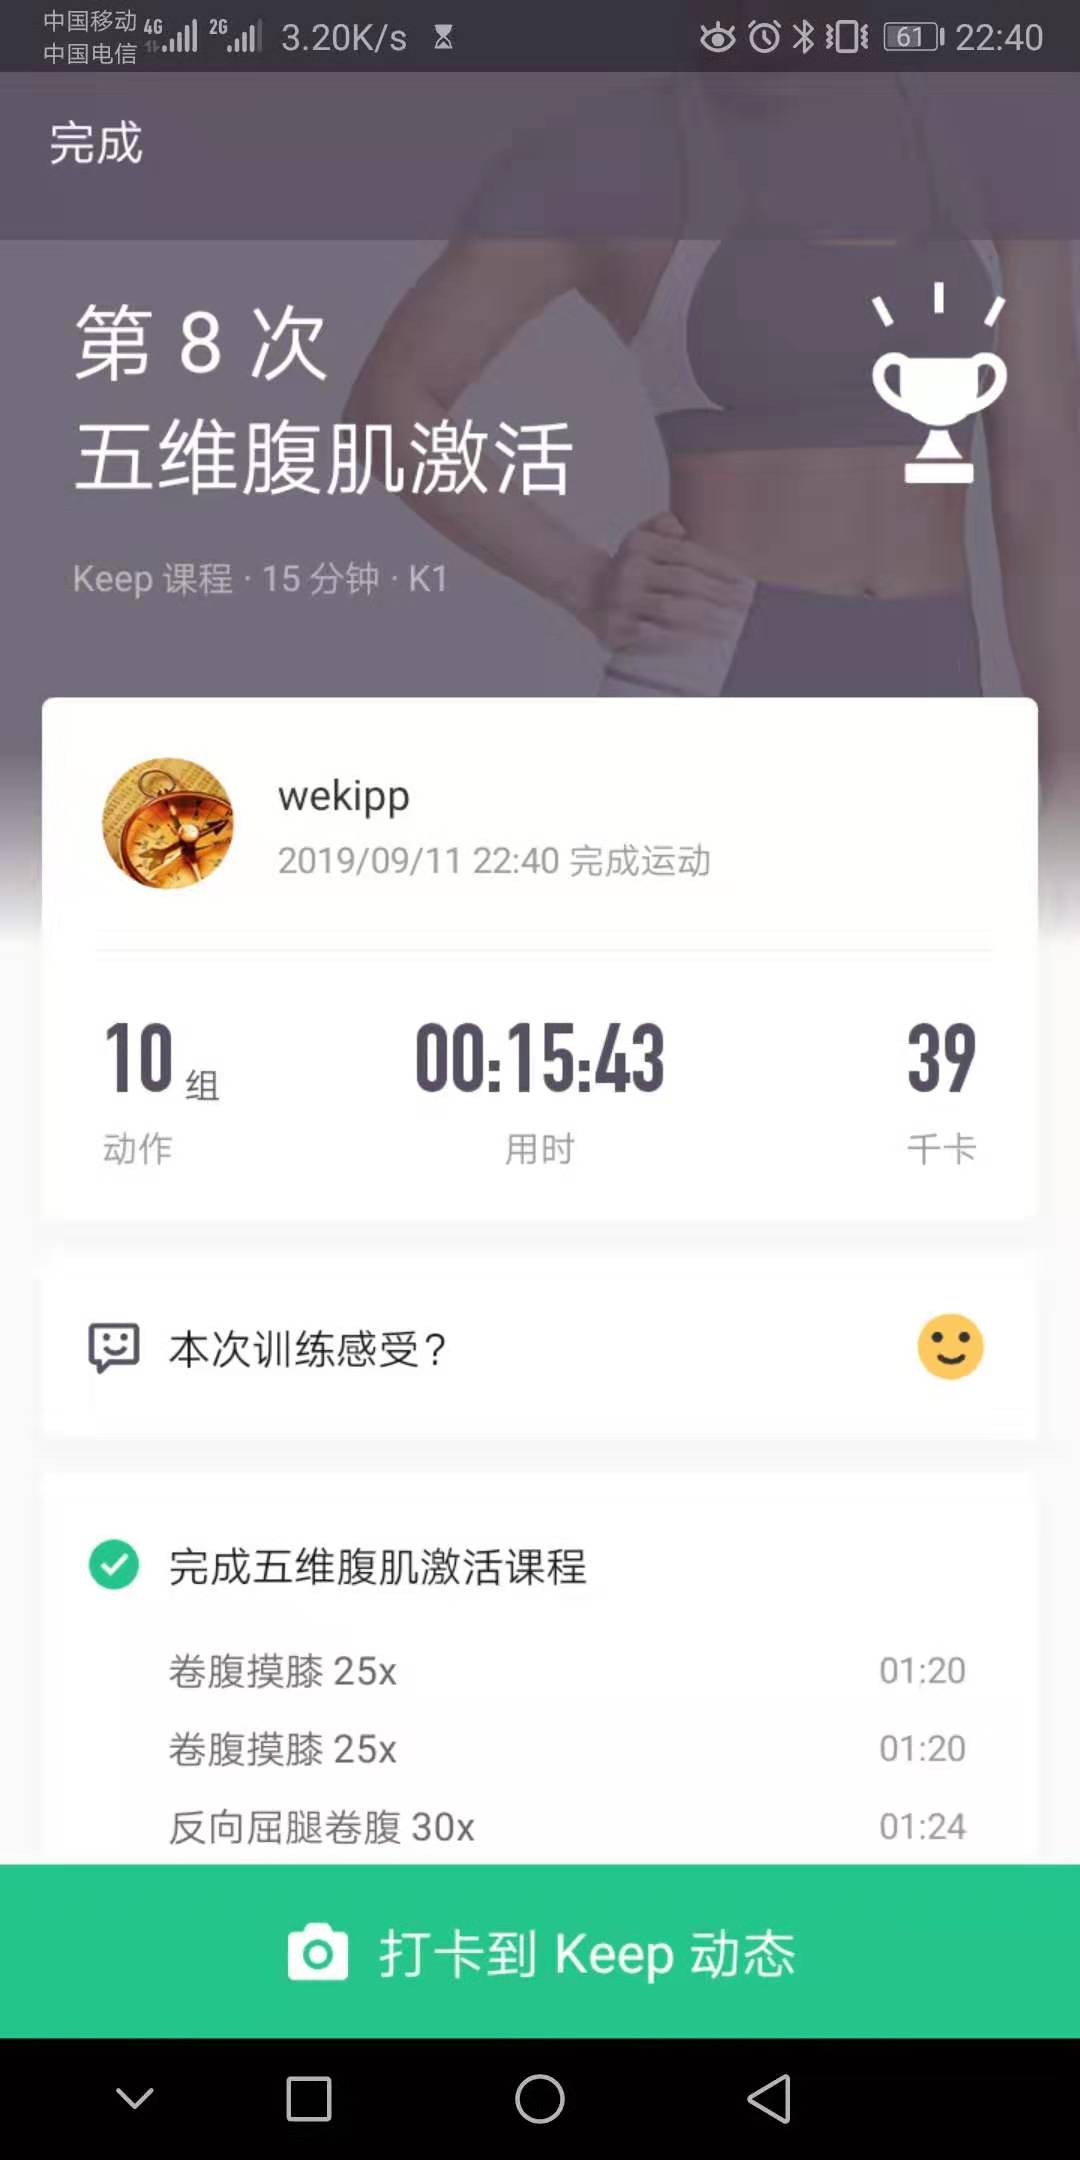 中国移动 4G 2G 3.20K/s 61 22:40
中国电信
完成
第 8 次
五维腹肌激活
Keep 课程 · 15 分钟 · K1
wekipp
2019/09/11 22:40 完成运动
10 组 00:15:43 39
动作 用时 千卡
本次训练感受?
完成五维腹肌激活课程
卷腹摸膝 25x 01:20
卷腹摸膝 25x 01:20
反向屈腿卷腹 30x 01:24
打卡到 Keep 动态